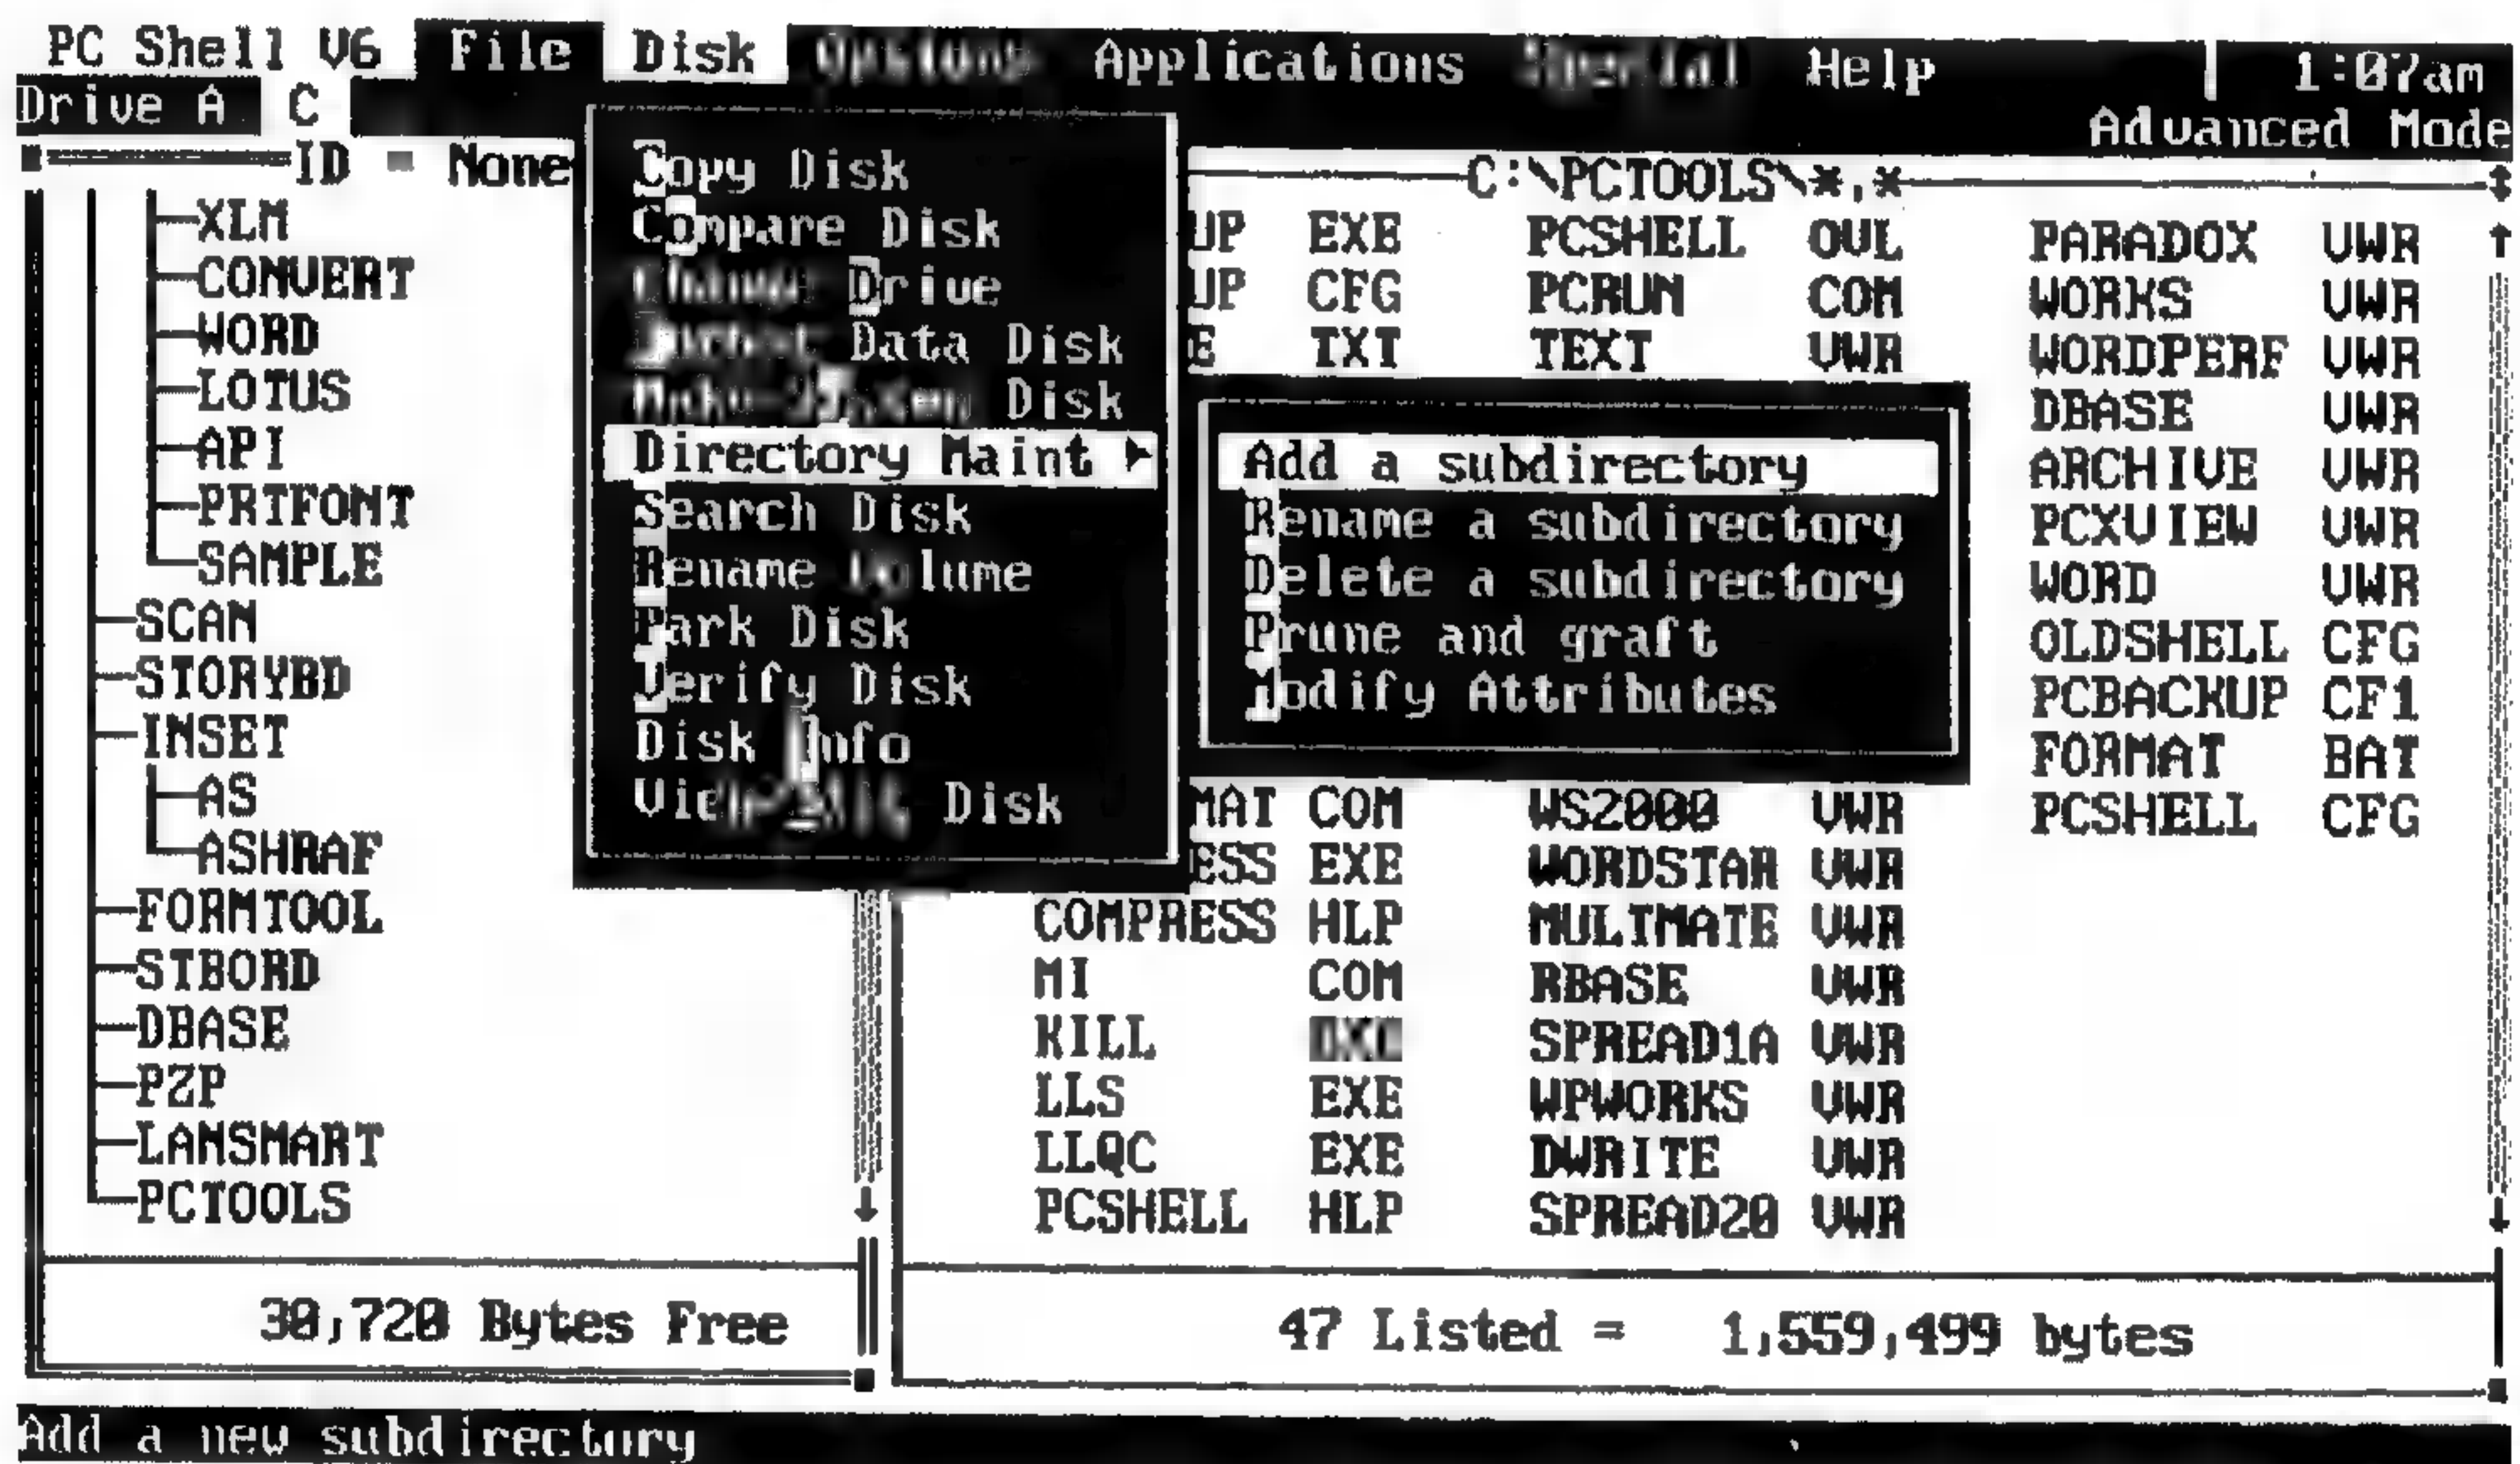 PC Shell V6 File Disk Applications Help 1:07am
Drive A C Advanced Mode
ID = None
XLM
CONVERT
WORD
LOTUS
API
PRTFONT
SAMPLE
SCAN
STORYBD
INSET
AS
ASHRAF
FORMTOOL
STBORD
DBASE
PZP
LANSMART
PCTOOLS
30,720 Bytes Free
Copy Disk
Compare Disk
Drive
Data Disk
Disk
Directory Maint ►
Search Disk
Rename
Park Disk
Verify Disk
Disk Info
Disk
Add a subdirectory
Rename a subdirectory
Delete a subdirectory
Prune and graft
Modify Attributes
C:\PCTOOLS\*.*
UP EXE PCSHELL OVL PARADOX VWR
UP CFG PCRUN COM WORKS VWR
E TXT TEXT VWR WORDPERF VWR
DBASE VWR
ARCHIVE VWR
PCXVIEW VWR
WORD VWR
OLDSHELL CFG
PCBACKUP CF1
FORMAT BAT
MAT COM WS2000 VWR PCSHELL CFG
ESS EXE WORDSTAR VWR
COMPRESS HLP MULTMATE VWR
MI COM RBASE VWR
KILL SPREAD1A VWR
LLS EXE WPWORKS VWR
LLQC EXE DWRITE VWR
PCSHELL HLP SPREAD20 VWR
47 Listed = 1,559,499 bytes
Add a new subdirectory